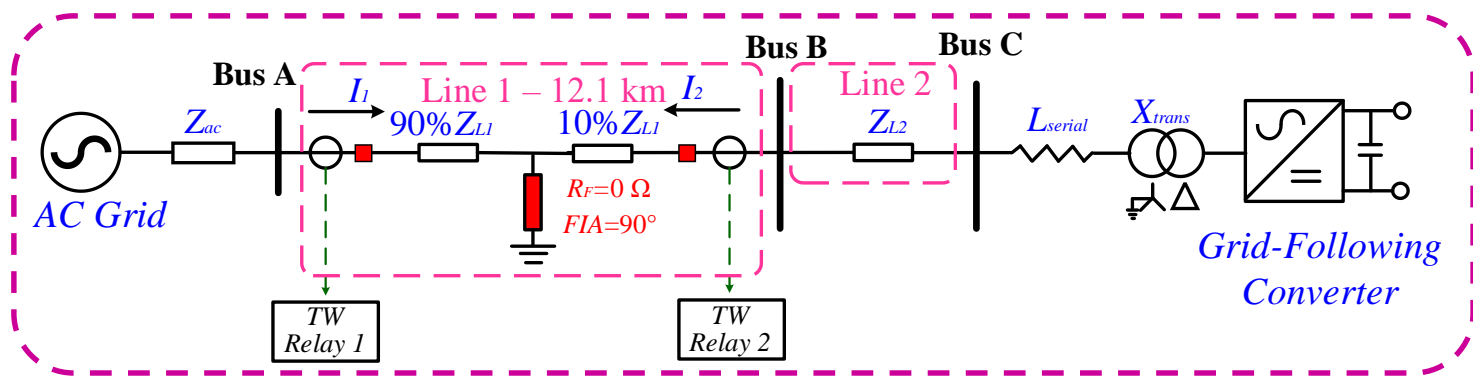 Bus A
Bus B
Bus C
Line 1 – 12.1 km
Line 2
I1
I2
Zac
90%ZL1
10%ZL1
ZL2
Lserial
Xtrans
RF=0 Ω
FIA=90°
AC Grid
Grid-Following
Converter
TW
Relay 1
TW
Relay 2